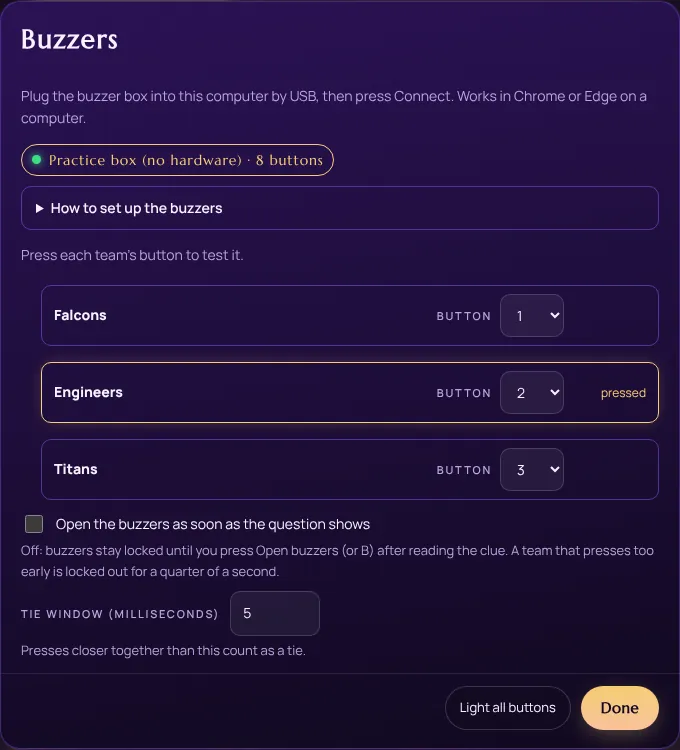 Buzzers
Plug the buzzer box into this computer by USB, then press Connect. Works in Chrome or Edge on a
computer.
Practice box (no hardware) · 8 buttons
How to set up the buzzers
Press each team's button to test it.
Falcons BUTTON 1
Engineers BUTTON 2 pressed
Titans BUTTON 3
Open the buzzers as soon as the question shows
Off: buzzers stay locked until you press Open buzzers (or B) after reading the clue. A team that presses too
early is locked out for a quarter of a second.
TIE WINDOW (MILLISECONDS) 5
Presses closer together than this count as a tie.
Light all buttons Done